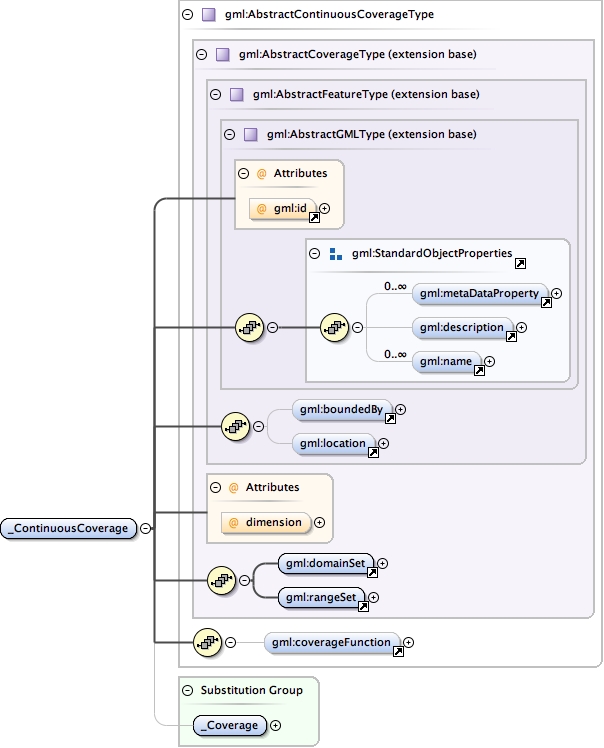 gml:AbstractContinuousCoverageType
gml:AbstractCoverageType (extension base)
gml:AbstractFeatureType (extension base)
gml:AbstractGMLType (extension base)
@ Attributes
@ gml:id
gml:StandardObjectProperties
0..∞
gml:metaDataProperty
gml:description
0..∞
gml:name
gml:boundedBy
gml:location
@ Attributes
@ dimension
_ContinuousCoverage
gml:domainSet
gml:rangeSet
gml:coverageFunction
Substitution Group
_Coverage